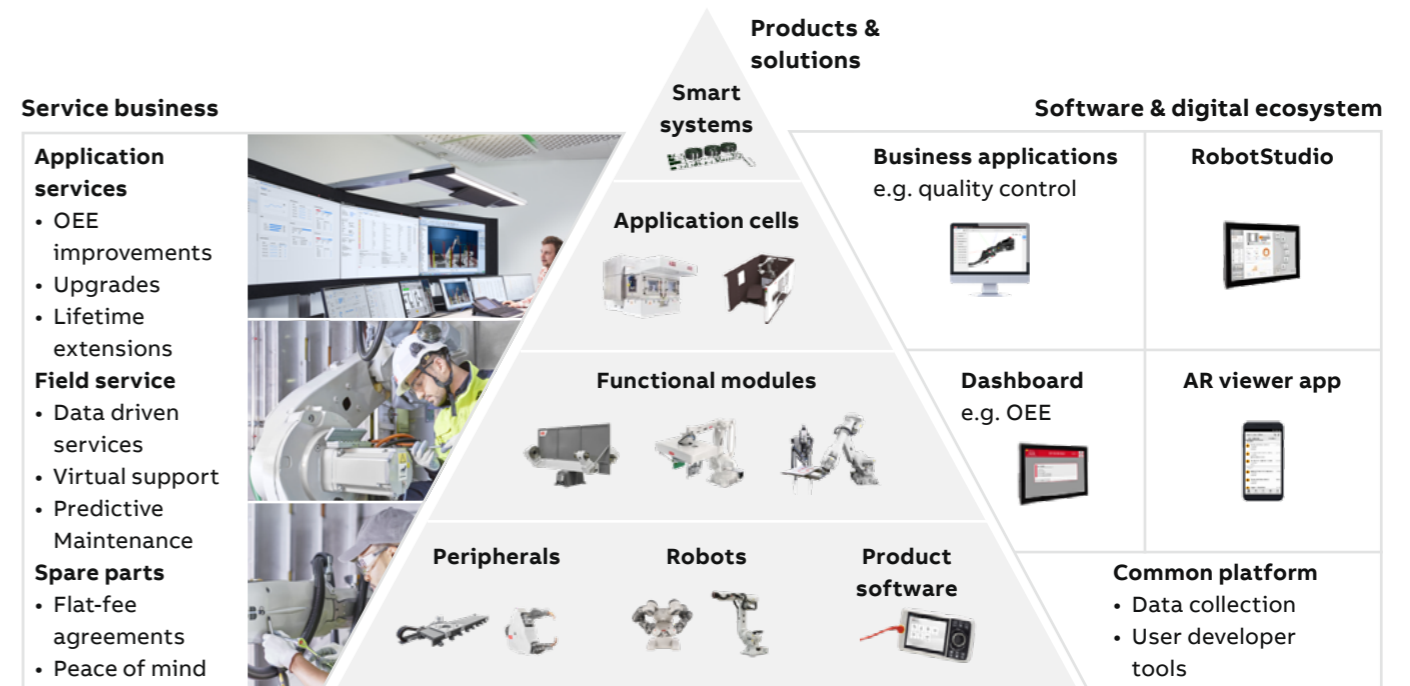 Products &
solutions
Service business
Software & digital ecosystem
Application
services
• OEE
improvements
• Upgrades
• Lifetime
extensions
Field service
• Data driven
services
• Virtual support
• Predictive
Maintenance
Spare parts
• Flat-fee
agreements
• Peace of mind
Smart
systems
Application cells
Functional modules
Peripherals
Robots
Product
software
Business applications
e.g. quality control
RobotStudio
Dashboard
e.g. OEE
AR viewer app
Common platform
• Data collection
• User developer
tools